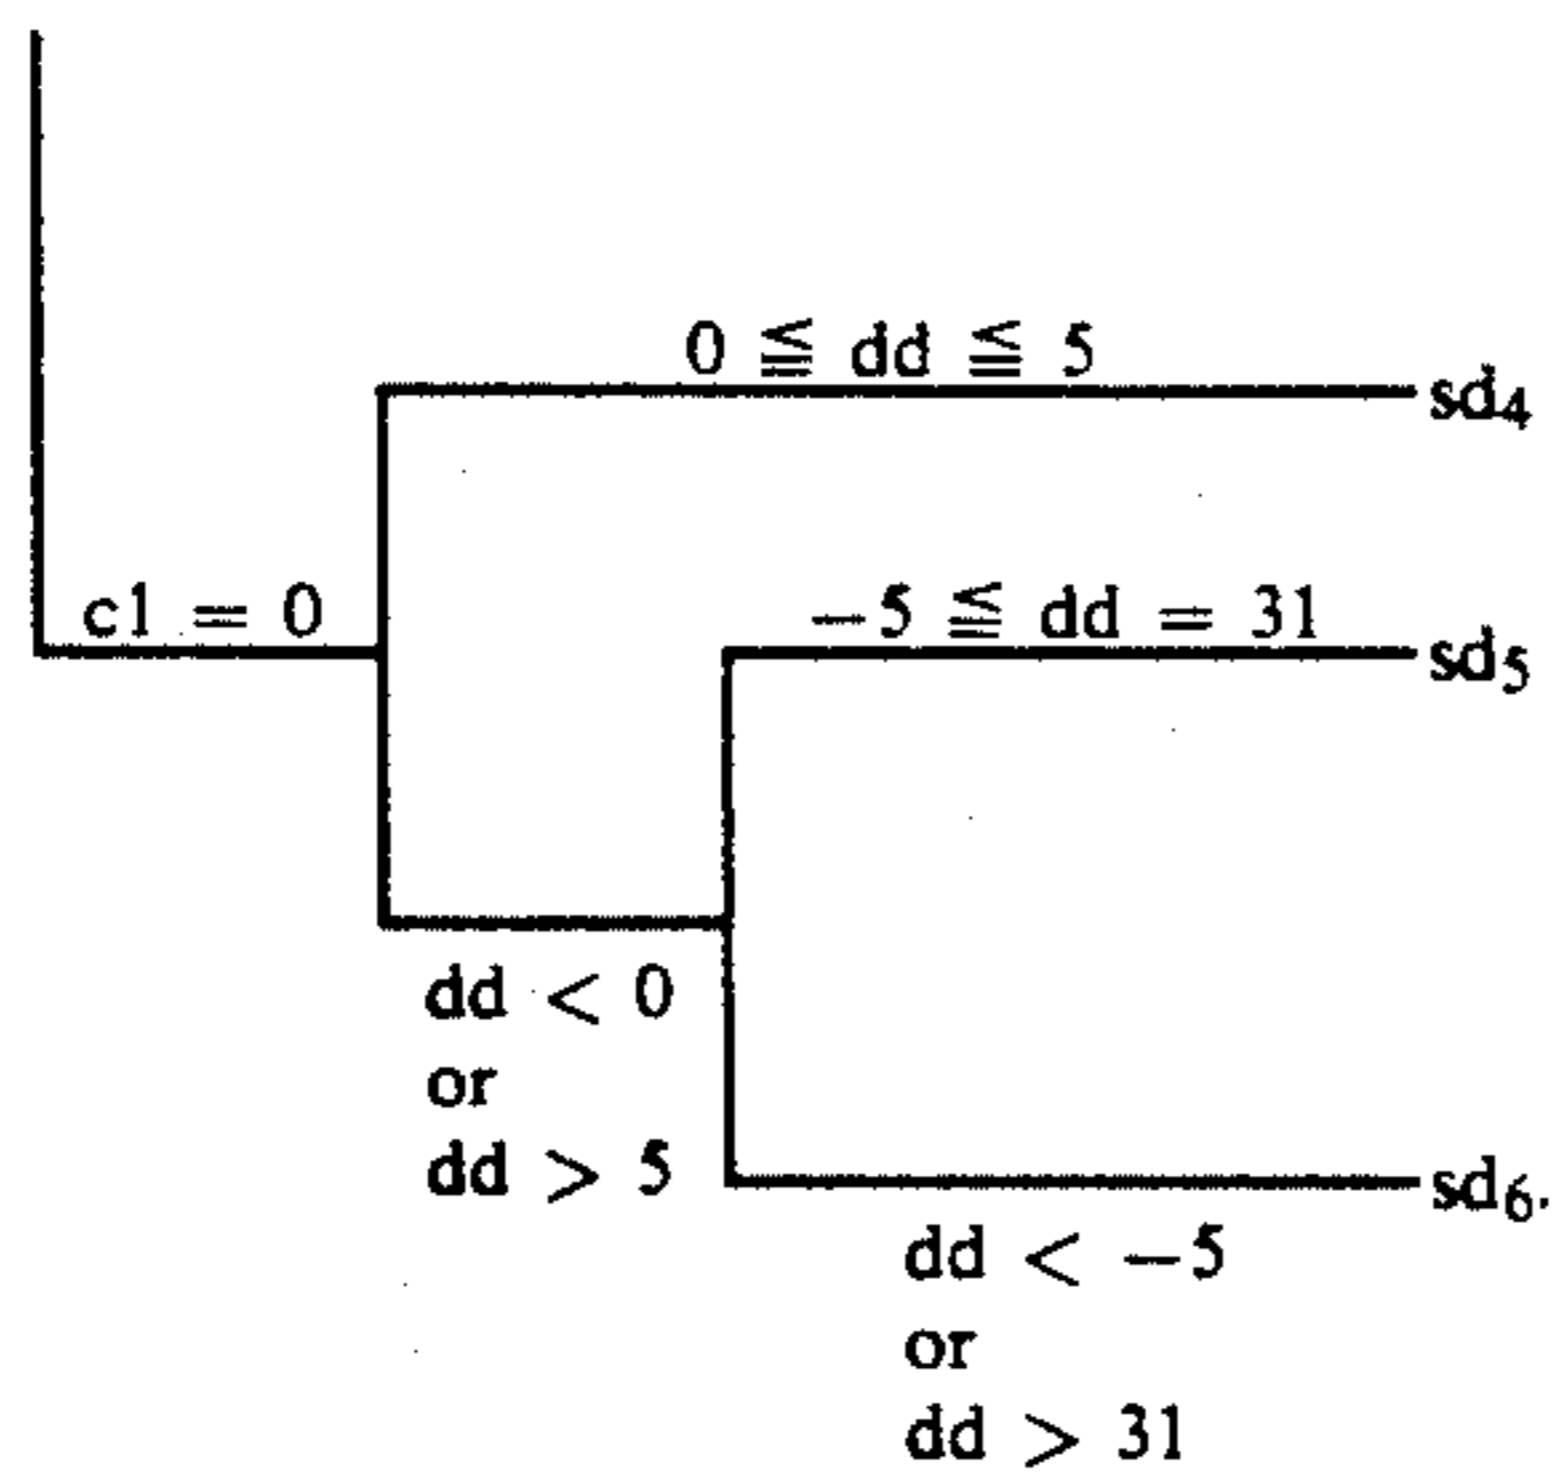 0 ≦ dd ≦ 5
sd₄
c1 = 0
−5 ≦ dd = 31
sd₅
dd < 0
or
dd > 5
sd₆.
dd < −5
or
dd > 31